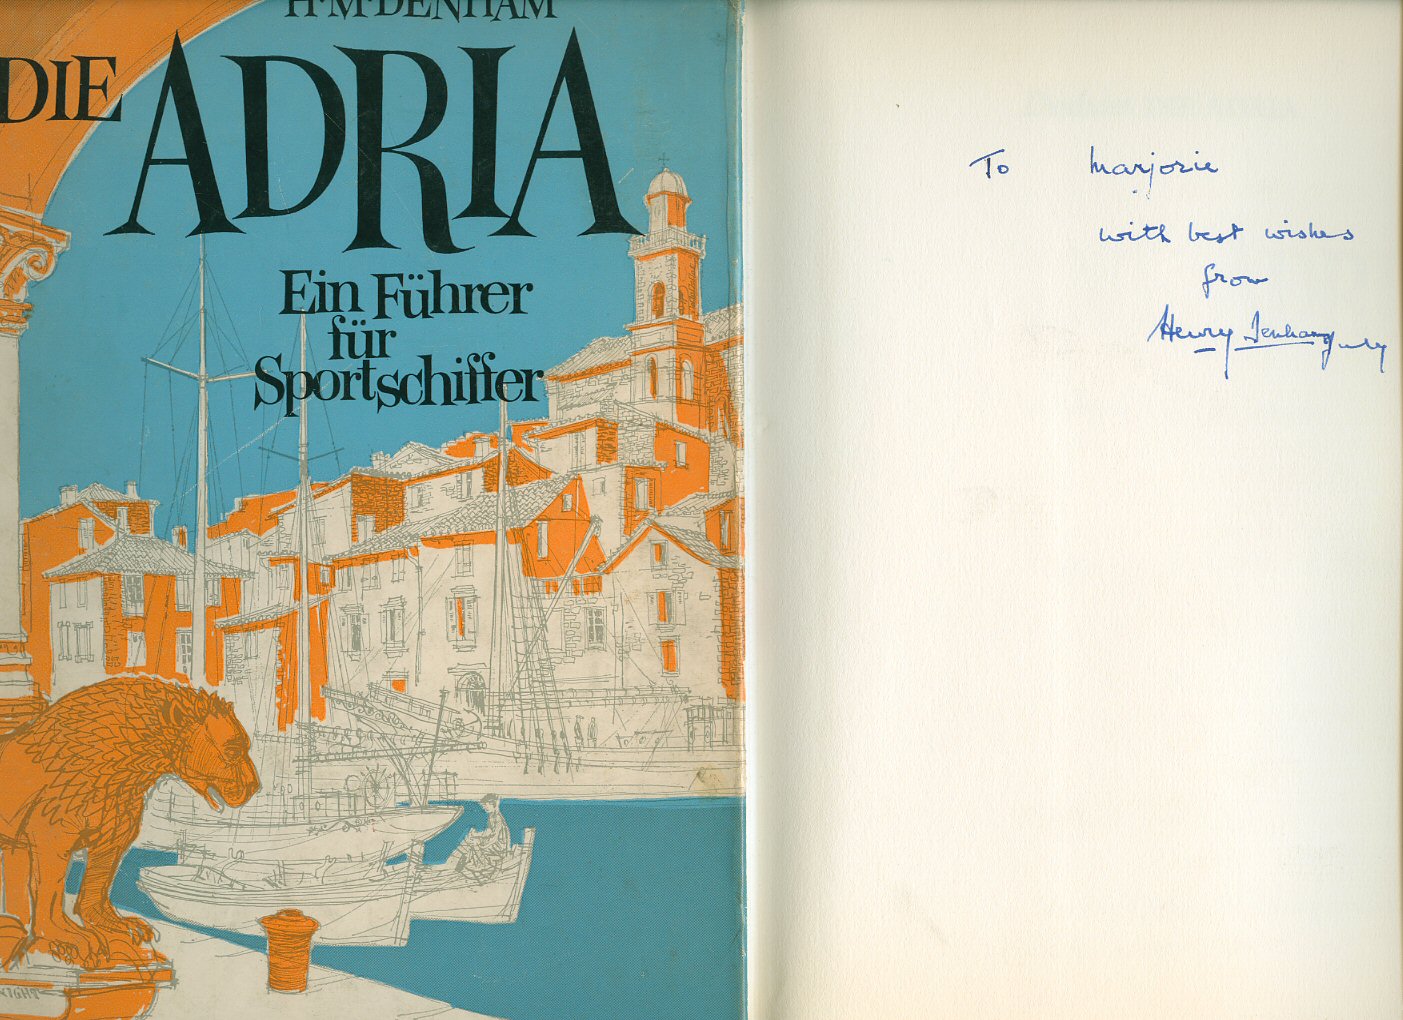 H·M·DENHAM
DIE ADRIA
Ein Führer
für
Sportschiffer
To Marjorie
with best wishes
from
Henry Denham